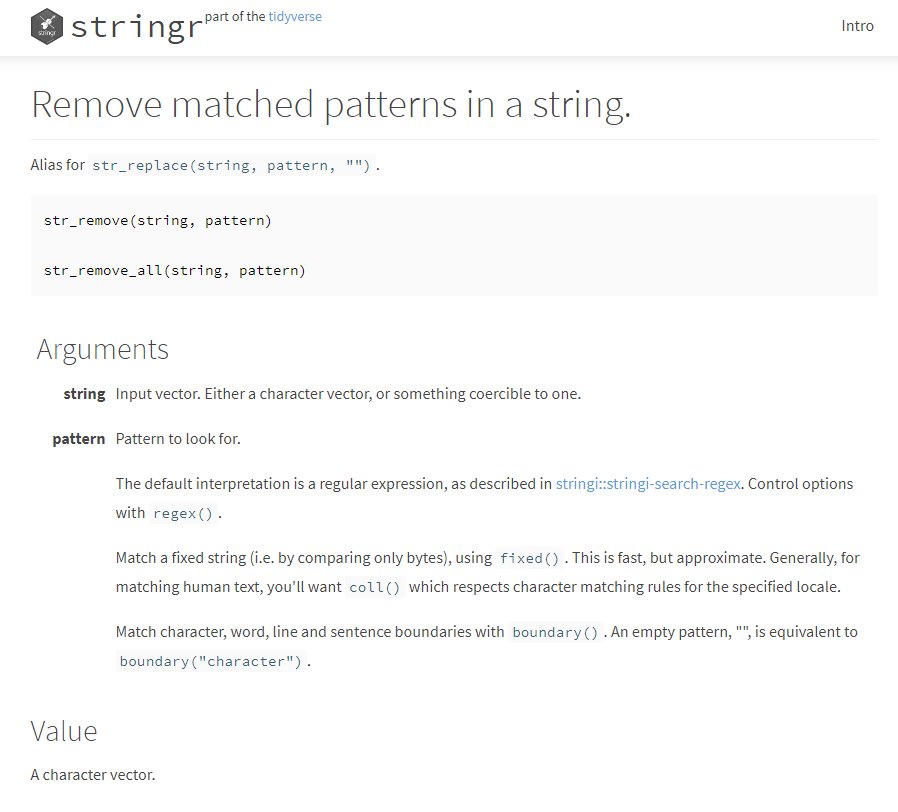 stringr
stringr part of the tidyverse
Intro
Remove matched patterns in a string.
Alias for str_replace(string, pattern, "") .
str_remove(string, pattern)
str_remove_all(string, pattern)
Arguments
string Input vector. Either a character vector, or something coercible to one.
pattern Pattern to look for.
The default interpretation is a regular expression, as described in stringi::stringi-search-regex. Control options
with regex() .
Match a fixed string (i.e. by comparing only bytes), using fixed() . This is fast, but approximate. Generally, for
matching human text, you'll want coll() which respects character matching rules for the specified locale.
Match character, word, line and sentence boundaries with boundary() . An empty pattern, "", is equivalent to
boundary("character") .
Value
A character vector.